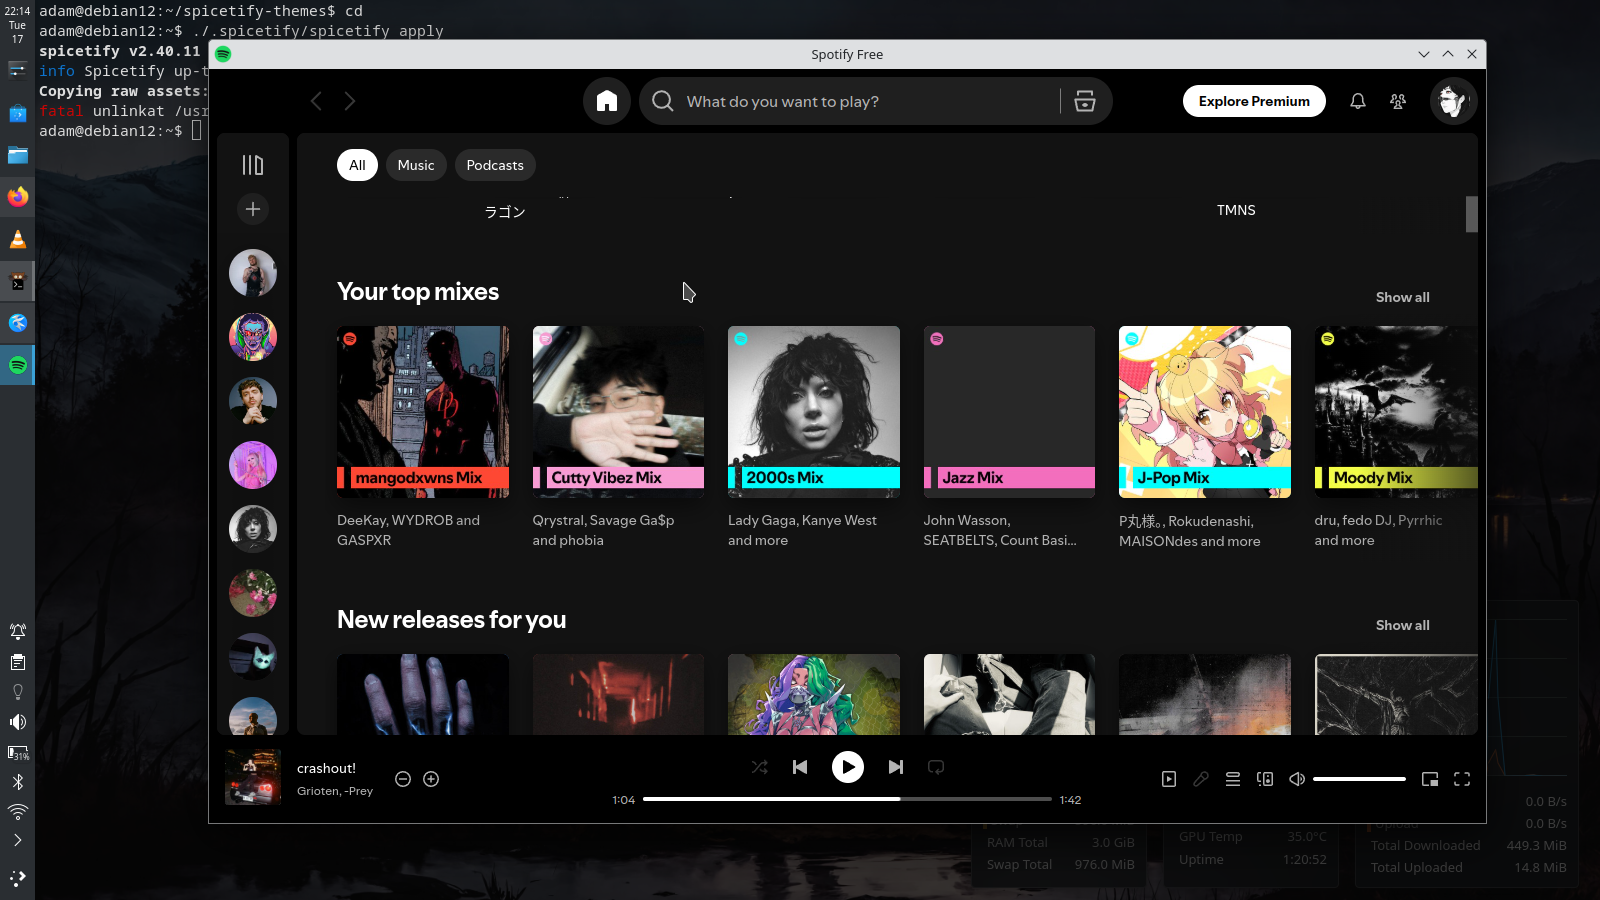 22:14
Tue
17
adam@debian12:~/spicetify-themes$ cd
adam@debian12:~$ ./.spicetify/spicetify apply
spicetify v2.40.11
info Spicetify up-t
Copying raw assets:
fatal unlinkat /usr
adam@debian12:~$
Spotify Free
What do you want to play?
Explore Premium
All
Music
Podcasts
ラゴン
TMNS
Your top mixes
Show all
mangodxwns Mix
Cutty Vibez Mix
2000s Mix
Jazz Mix
J-Pop Mix
Moody Mix
DeeKay, WYDROB and
GASPXR
Qrystral, Savage Ga$p
and phobia
Lady Gaga, Kanye West
and more
John Wasson,
SEATBELTS, Count Basi...
P丸様。, Rokudenashi,
MAISONdes and more
dru, fedo DJ, Pyrrhic
and more
New releases for you
Show all
crashout!
Grioten, -Prey
1:04
1:42
31%
RAM Total 3.0 GiB
Swap Total 976.0 MiB
GPU Temp 35.0°C
Uptime 1:20:52
0.0 B/s
Upload 0.0 B/s
Total Downloaded 449.3 MiB
Total Uploaded 14.8 MiB